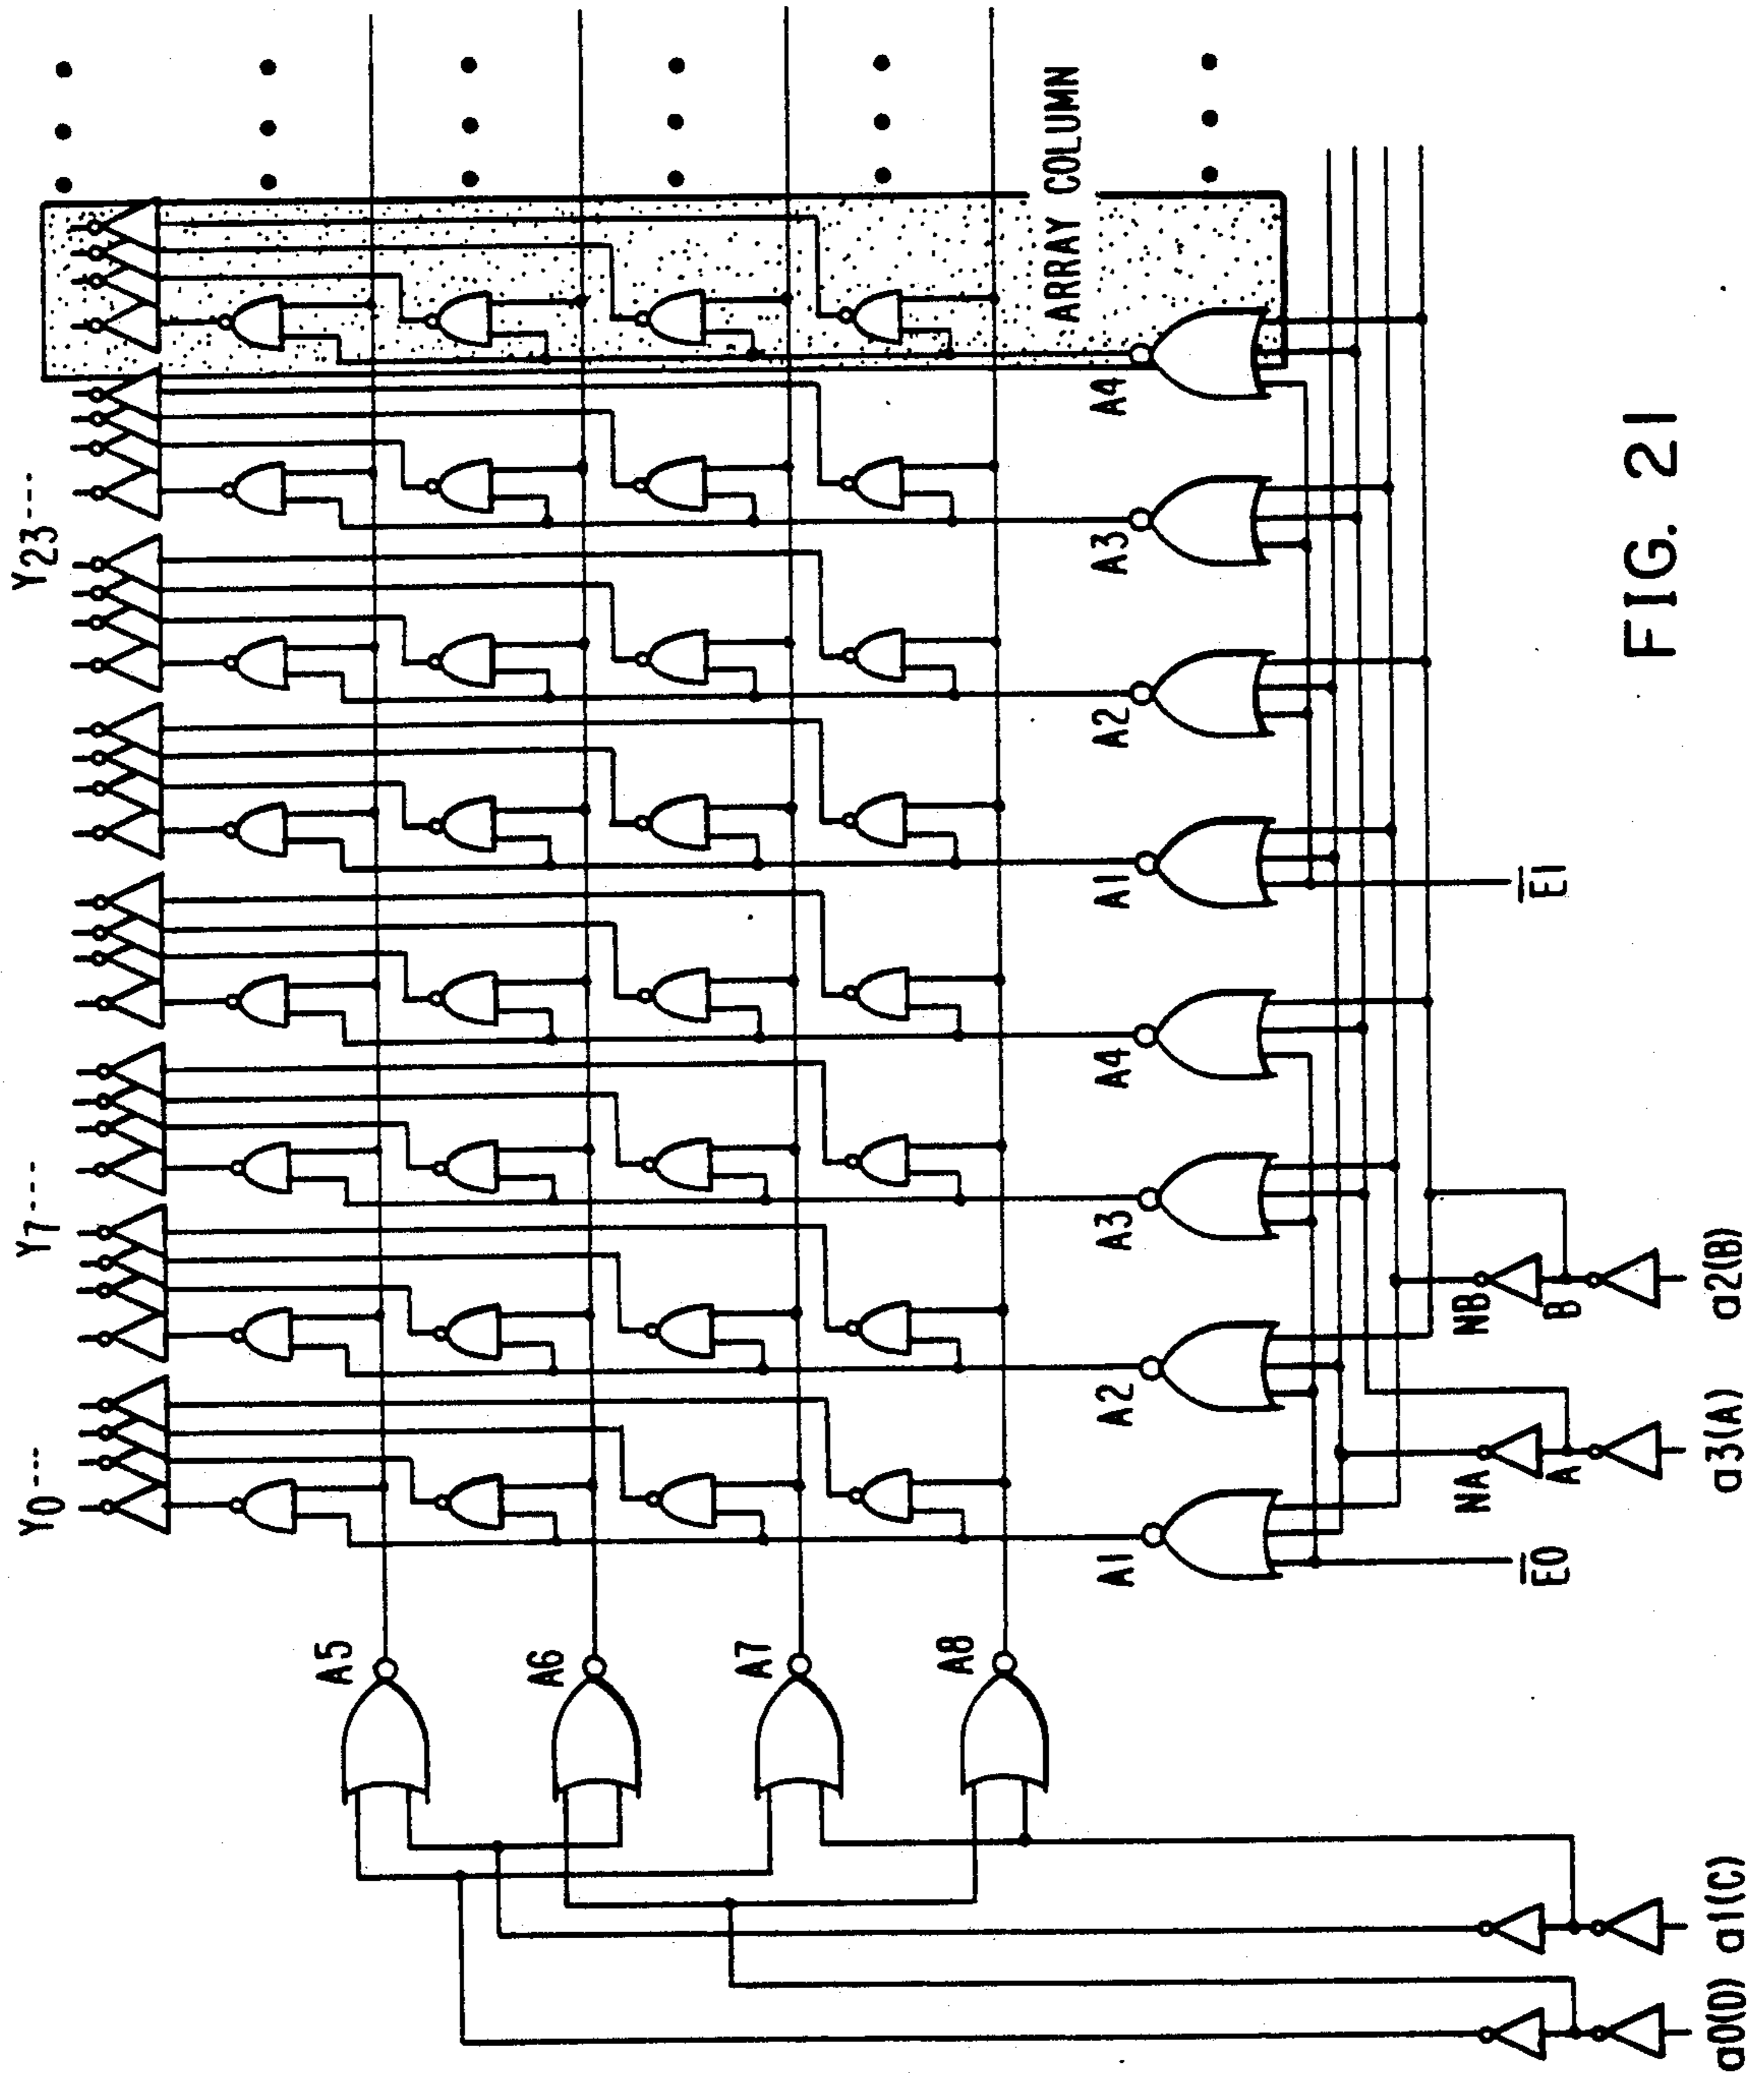 Y0--- Y7--- Y23---
A5
A6
A7
A8
ARRAY COLUMN
A1 A2 A3 A4 A1 A2 A3 A4
E0 E1
NA NB
A B
a0(D) a1(C) a3(A) a2(B)
FIG. 21